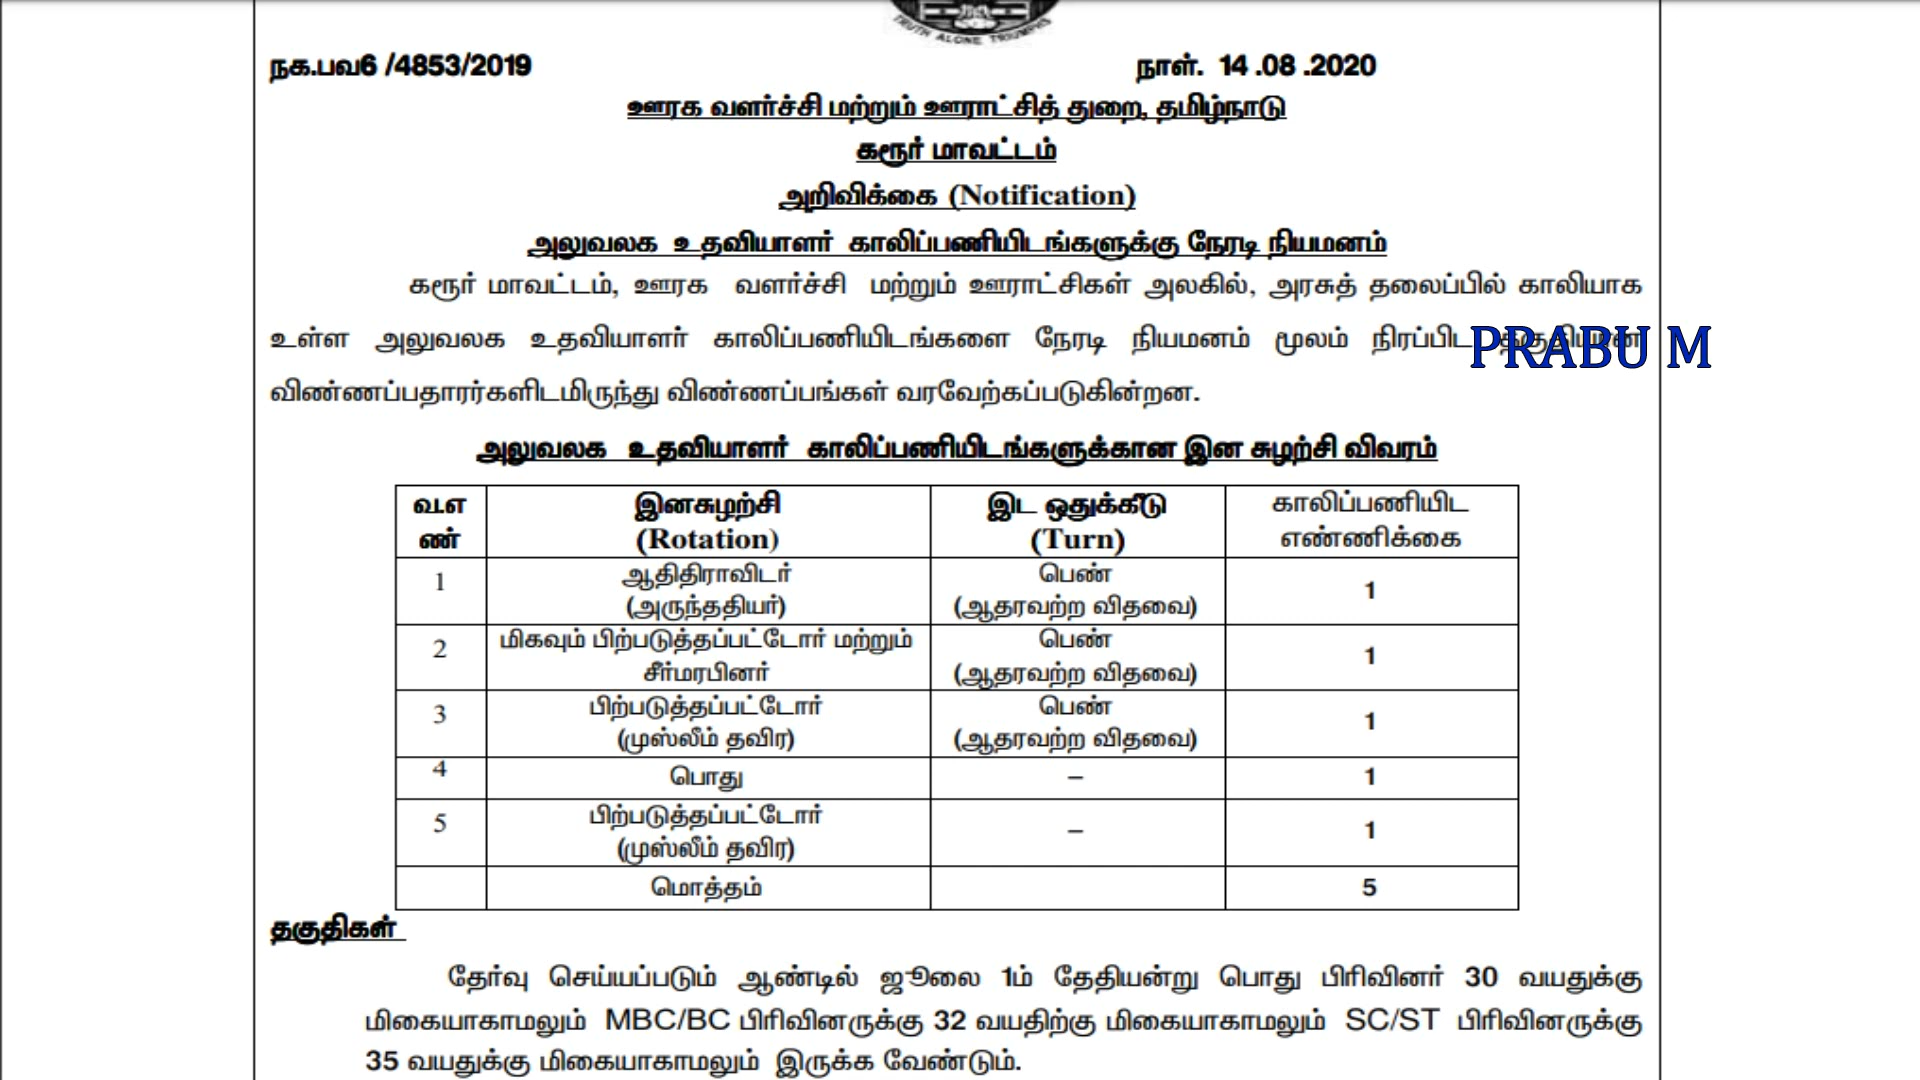 TRUTH ALONE TRIUMPHS
நக.பவ6 /4853/2019 நாள். 14 .08 .2020
ஊரக வளர்ச்சி மற்றும் ஊராட்சித் துறை, தமிழ்நாடு
கரூர் மாவட்டம்
அறிவிக்கை (Notification)
அலுவலக உதவியாளர் காலிப்பணியிடங்களுக்கு நேரடி நியமனம்
கரூர் மாவட்டம், ஊரக வளர்ச்சி மற்றும் ஊராட்சிகள் அலகில், அரசுத் தலைப்பில் காலியாக
உள்ள அலுவலக உதவியாளர் காலிப்பணியிடங்களை நேரடி நியமனம் மூலம் நிரப்பிட தகுதியான
PRABU M
விண்ணப்பதாரர்களிடமிருந்து விண்ணப்பங்கள் வரவேற்கப்படுகின்றன.
அலுவலக உதவியாளர் காலிப்பணியிடங்களுக்கான இன சுழற்சி விவரம்
வ.எ இனசுழற்சி இட ஒதுக்கீடு காலிப்பணியிட
ண் (Rotation) (Turn) எண்ணிக்கை
1 ஆதிதிராவிடர் பெண் 1
(அருந்ததியர்) (ஆதரவற்ற விதவை)
2 மிகவும் பிற்படுத்தப்பட்டோர் மற்றும் பெண் 1
சீர்மரபினர் (ஆதரவற்ற விதவை)
3 பிற்படுத்தப்பட்டோர் பெண் 1
(முஸ்லீம் தவிர) (ஆதரவற்ற விதவை)
4 பொது – 1
5 பிற்படுத்தப்பட்டோர் – 1
(முஸ்லீம் தவிர)
மொத்தம் 5
தகுதிகள்
தேர்வு செய்யப்படும் ஆண்டில் ஜூலை 1ம் தேதியன்று பொது பிரிவினர் 30 வயதுக்கு
மிகையாகாமலும் MBC/BC பிரிவினருக்கு 32 வயதிற்கு மிகையாகாமலும் SC/ST பிரிவினருக்கு
35 வயதுக்கு மிகையாகாமலும் இருக்க வேண்டும்.